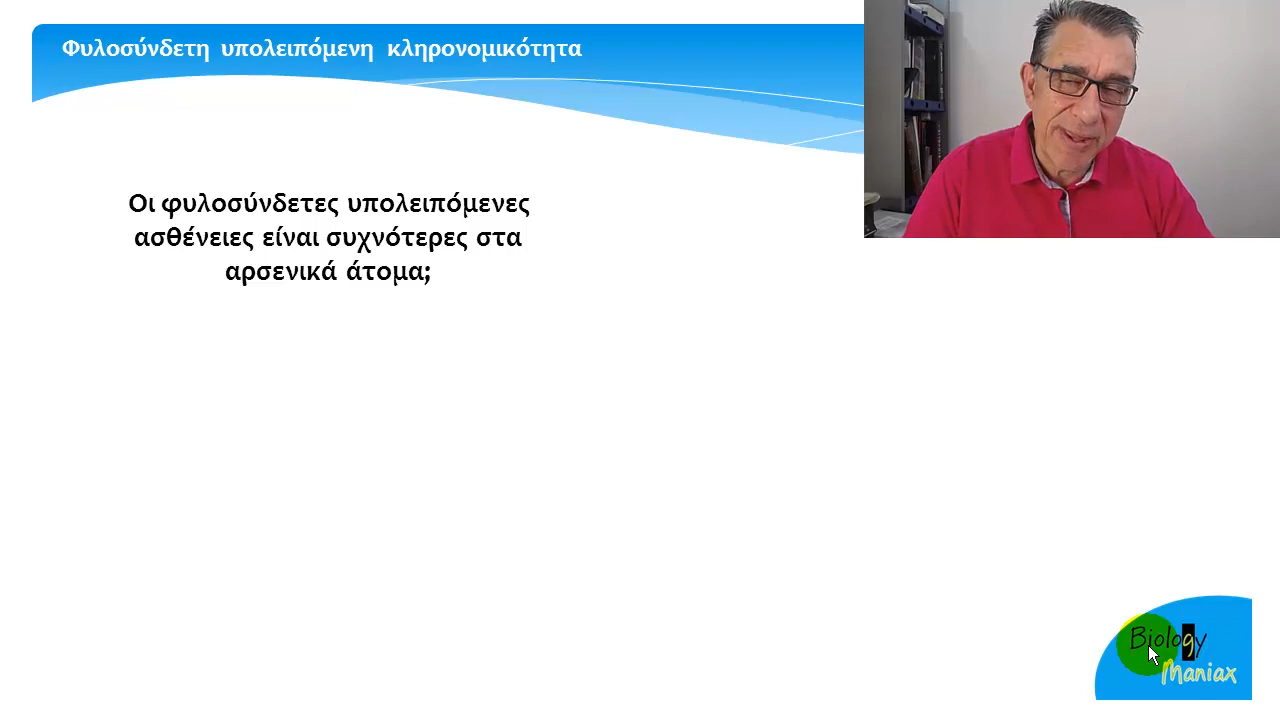 Φυλοσύνδετη υπολειπόμενη κληρονομικότητα
Οι φυλοσύνδετες υπολειπόμενες
ασθένειες είναι συχνότερες στα
αρσενικά άτομα;
Biology
Maniax